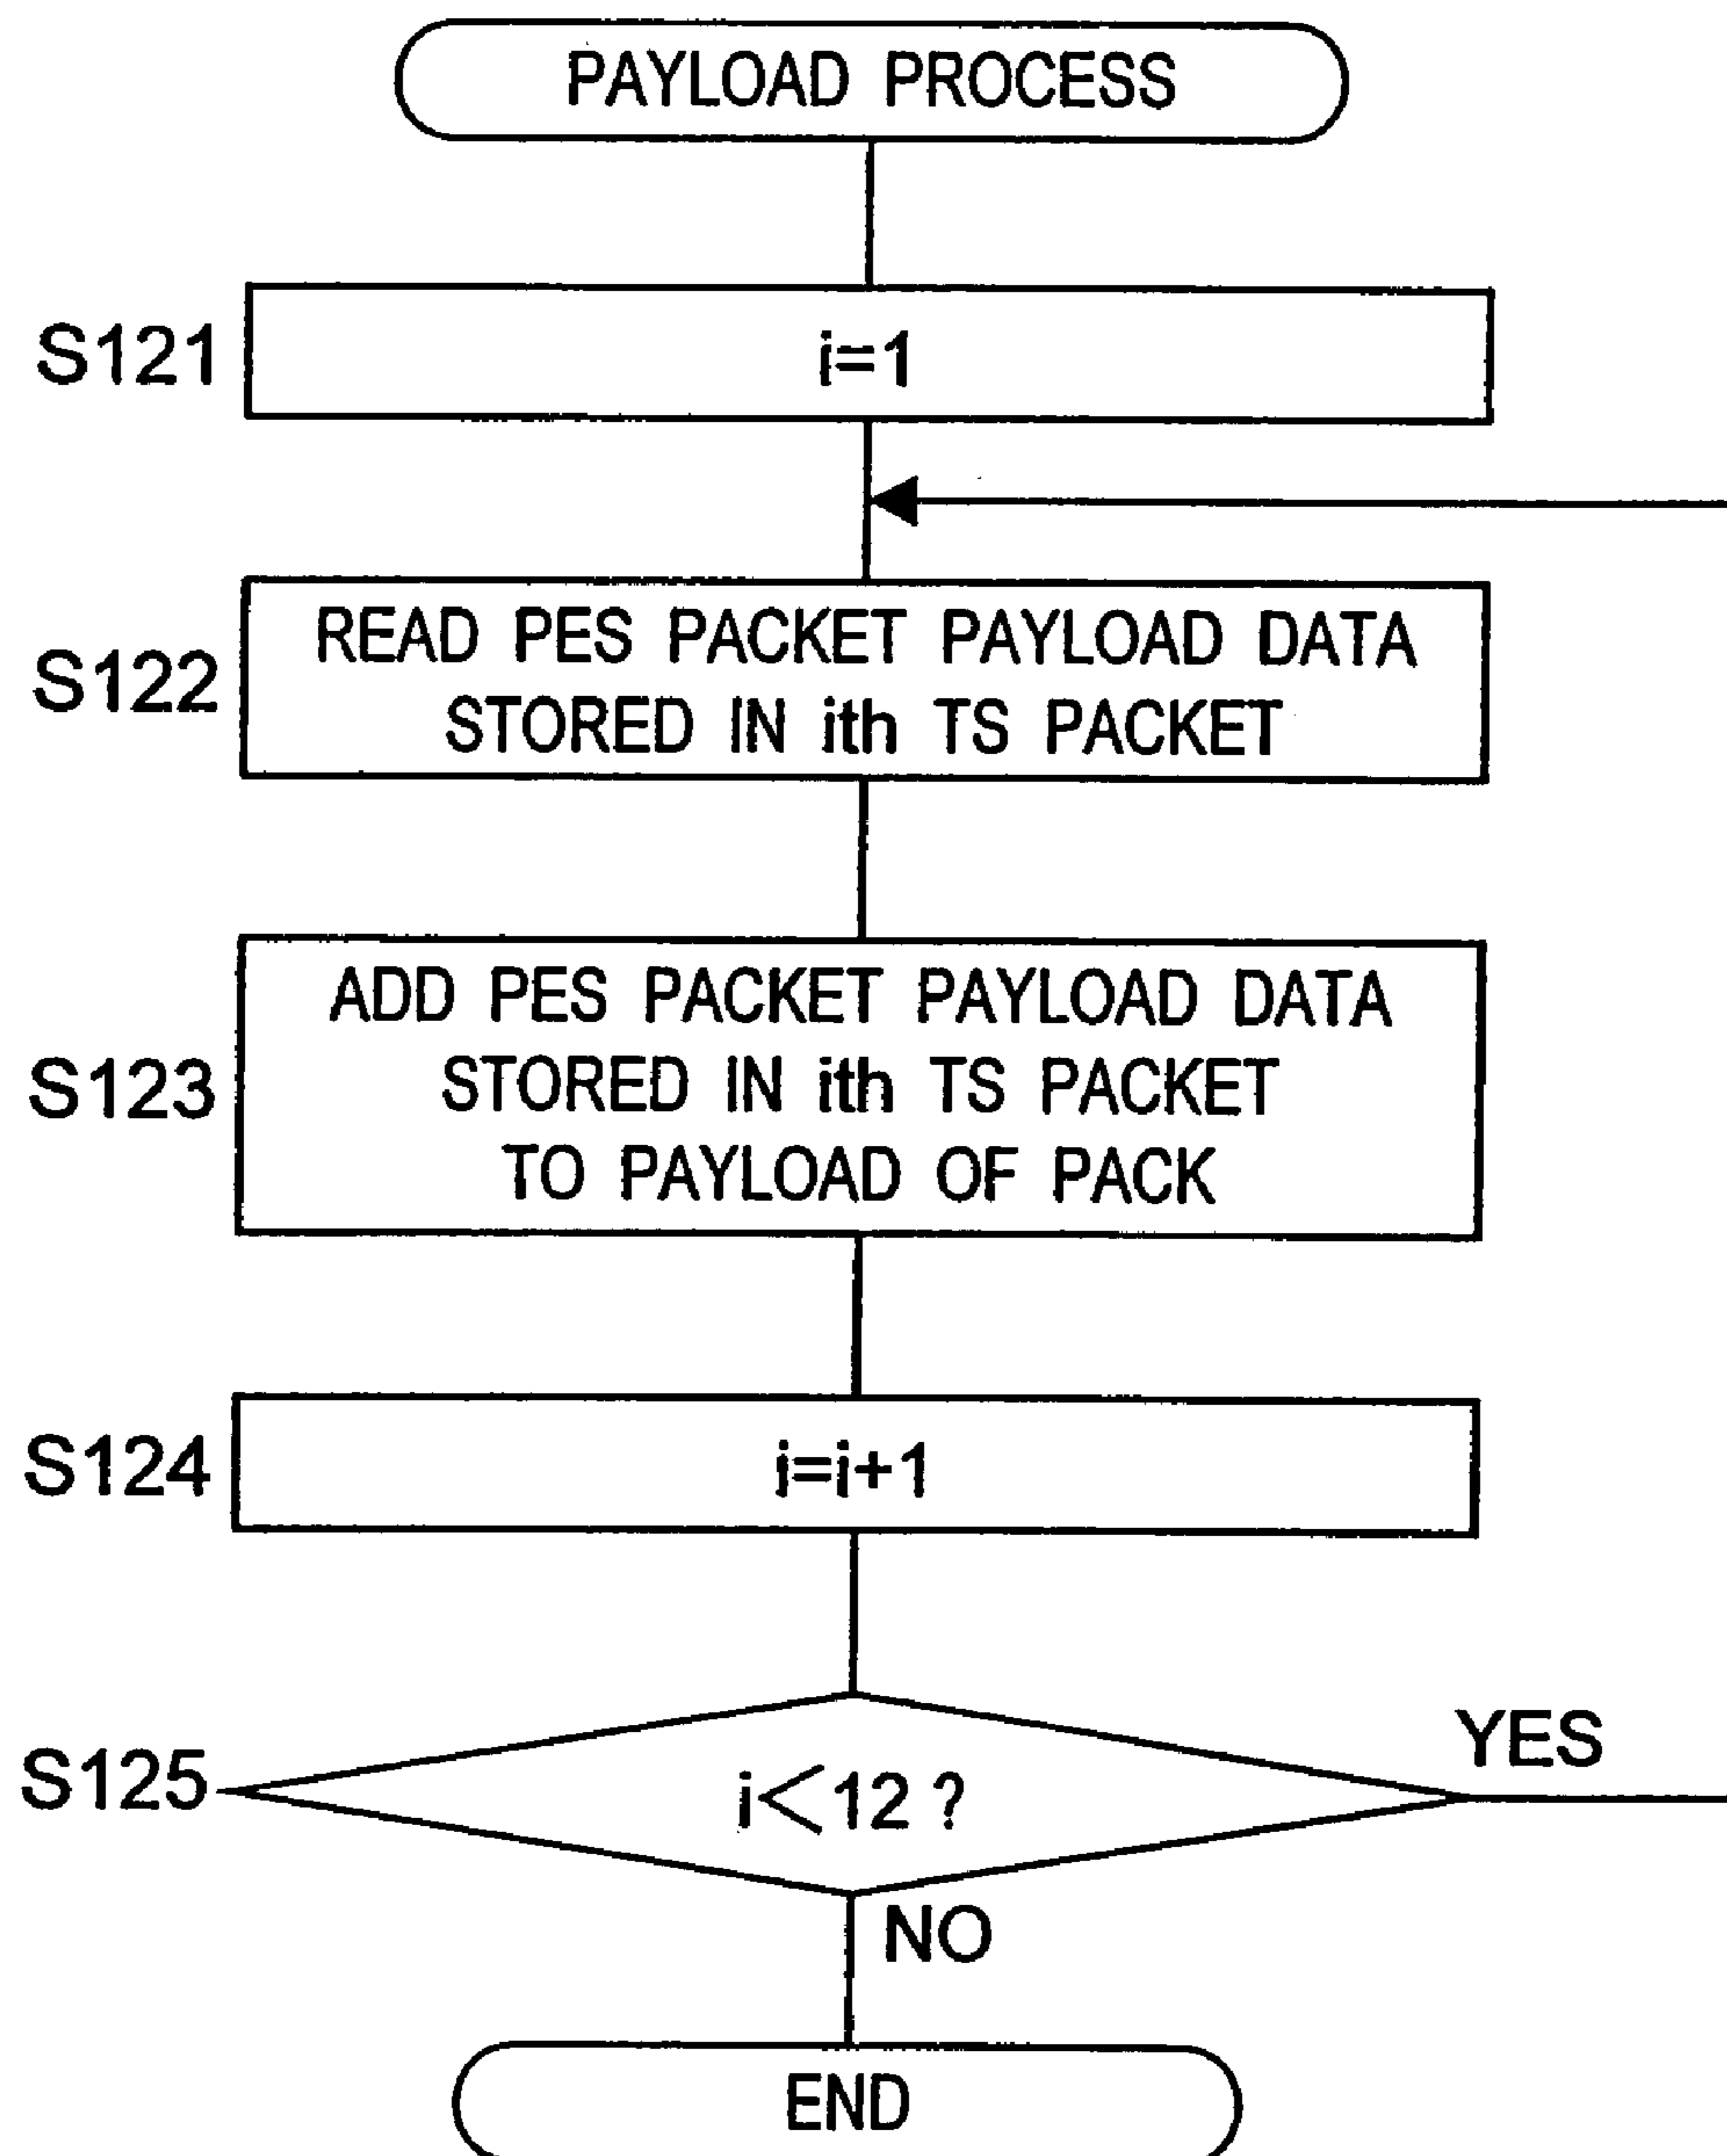 PAYLOAD PROCESS
S121
i=1
S122
READ PES PACKET PAYLOAD DATA
STORED IN ith TS PACKET
S123
ADD PES PACKET PAYLOAD DATA
STORED IN ith TS PACKET
TO PAYLOAD OF PACK
S124
i=i+1
S125
i<12 ?
YES
NO
END